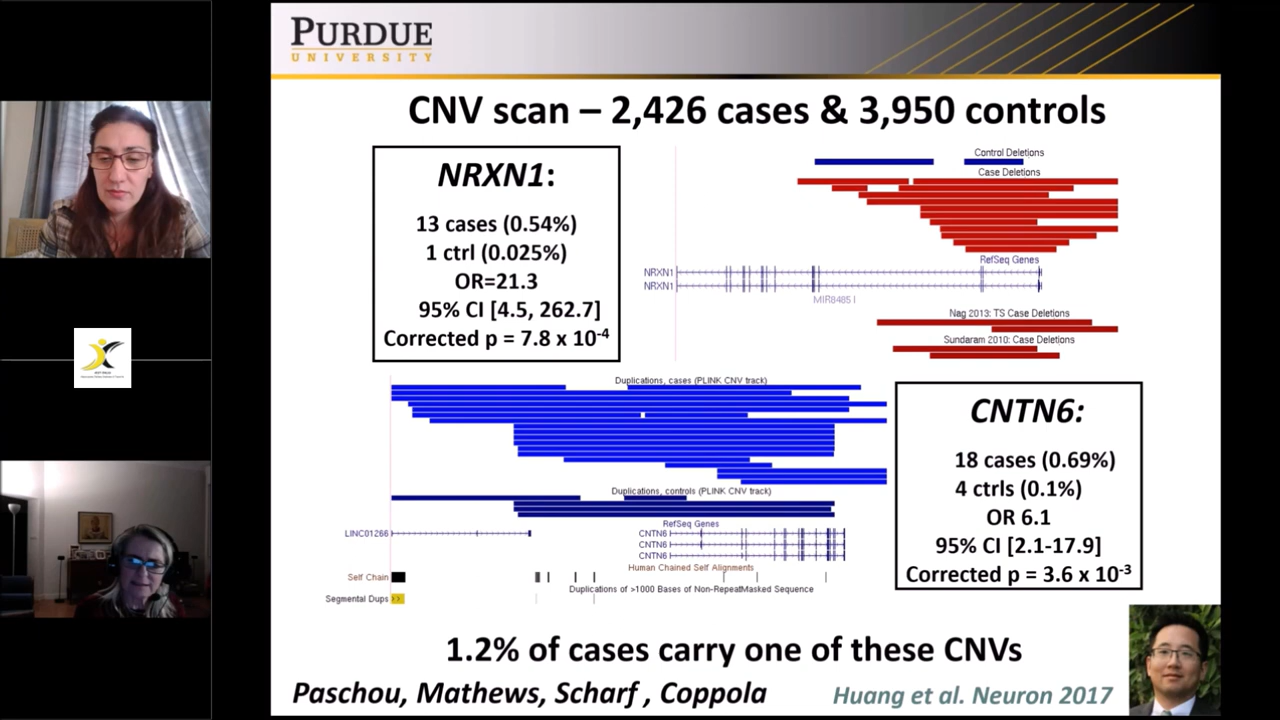 PURDUE
UNIVERSITY
CNV scan – 2,426 cases & 3,950 controls
NRXN1:
13 cases (0.54%)
1 ctrl (0.025%)
OR=21.3
95% CI [4.5, 262.7]
Corrected p = 7.8 x 10-4
Control Deletions
Case Deletions
RefSeq Genes
NRXN1
NRXN1
MIR8485
Nag 2013: TS Case Deletions
Sundaram 2010: Case Deletions
Duplications, cases (PLINK CNV track)
Duplications, controls (PLINK CNV track)
RefSeq Genes
LINC01266
CNTN6
CNTN6
CNTN6
Human Chained Self Alignments
Self Chain
Duplications of >1000 Bases of Non-RepeatMasked Sequence
Segmental Dups
CNTN6:
18 cases (0.69%)
4 ctrls (0.1%)
OR 6.1
95% CI [2.1-17.9]
Corrected p = 3.6 x 10-3
1.2% of cases carry one of these CNVs
Paschou, Mathews, Scharf , Coppola
Huang et al. Neuron 2017